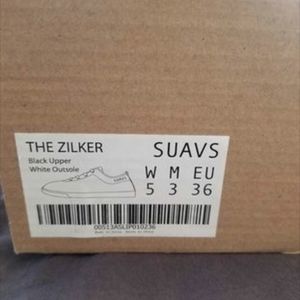 THE ZILKER
SUAVS
Black Upper
White Outsole
W M EU
5 3 36